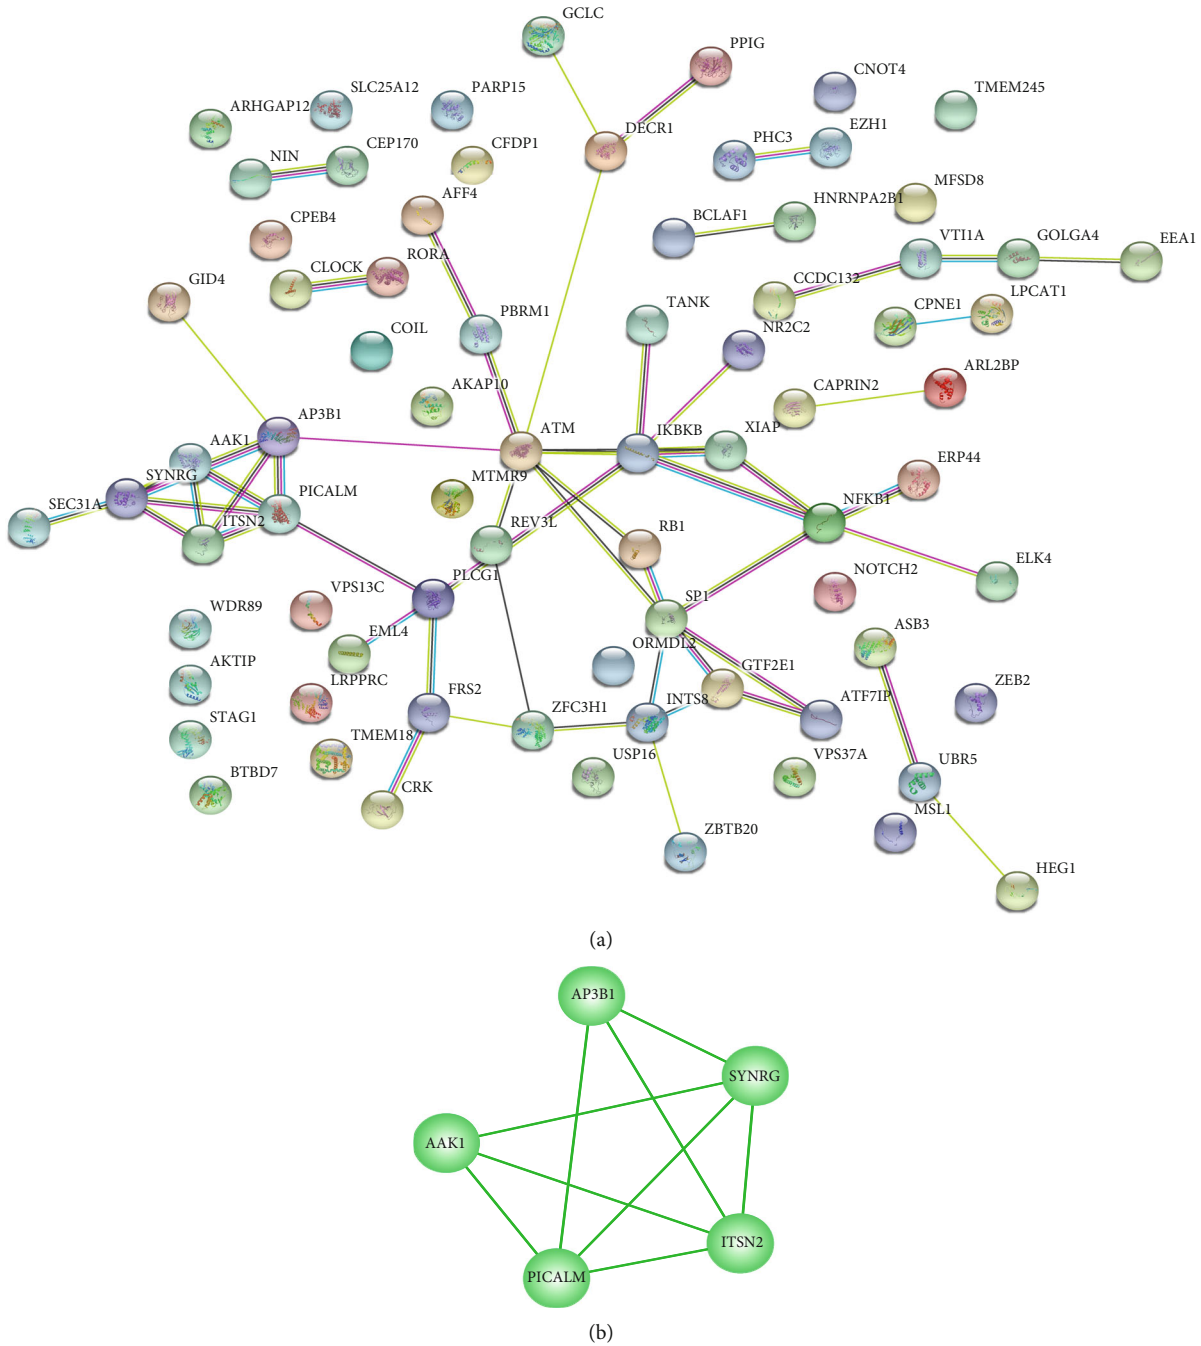 GCLC
PPIG
CNOT4
TMEM245
SLC25A12
PARP15
ARHGAP12
DECR1
PHC3
EZH1
NIN
CEP170
CFDP1
MFSD8
AFF4
BCLAF1
HNRNPA2B1
CPEB4
VTI1A
GOLGA4
EEA1
CLOCK
RORA
CCDC132
GID4
PBRM1
TANK
CPNE1
LPCAT1
COIL
NR2C2
ARL2BP
AKAP10
CAPRIN2
AP3B1
ATM
IKBKB
XIAP
AAK1
ERP44
SYNRG
MTMR9
PICALM
NFKB1
SEC31A
ITSN2
REV3L
RB1
ELK4
PLCG1
VPS13C
NOTCH2
SP1
WDR89
EML4
ORMDL2
ASB3
AKTIP
LRPPRC
GTF2E1
FRS2
ZEB2
INTS8
ATF7IP
STAG1
ZFC3H1
TMEM18
USP16
VPS37A
UBR5
BTBD7
CRK
MSL1
ZBTB20
HEG1
(a)
AP3B1
SYNRG
AAK1
ITSN2
PICALM
(b)